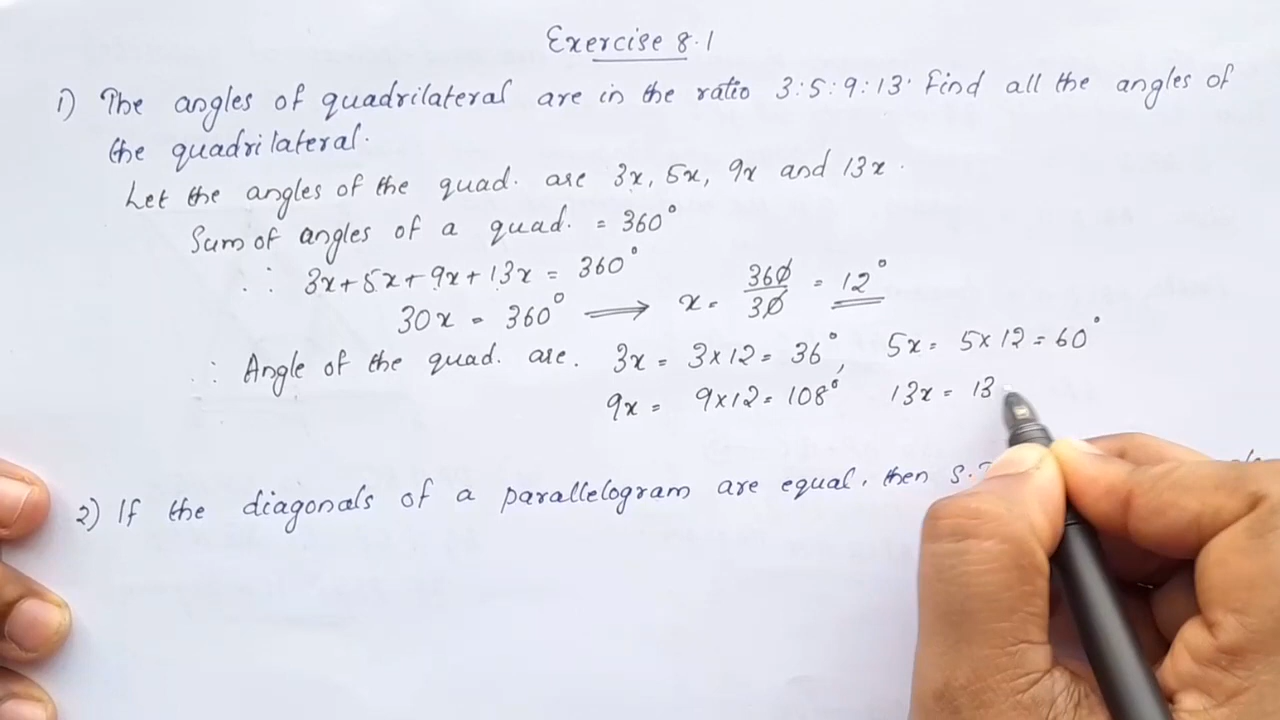 Exercise 8.1
1) The angles of quadrilateral are in the ratio 3:5:9:13. Find all the angles of
the quadrilateral.
Let the angles of the quad. are 3x, 5x, 9x and 13x.
Sum of angles of a quad. = 360°
∴ 3x+5x+9x+13x = 360°
30x = 360° ⟹ x = 360/30 = 12°
∴ Angle of the quad. are. 3x = 3×12 = 36°, 5x = 5×12 = 60°
9x = 9×12 = 108° 13x = 13
2) If the diagonals of a parallelogram are equal, then